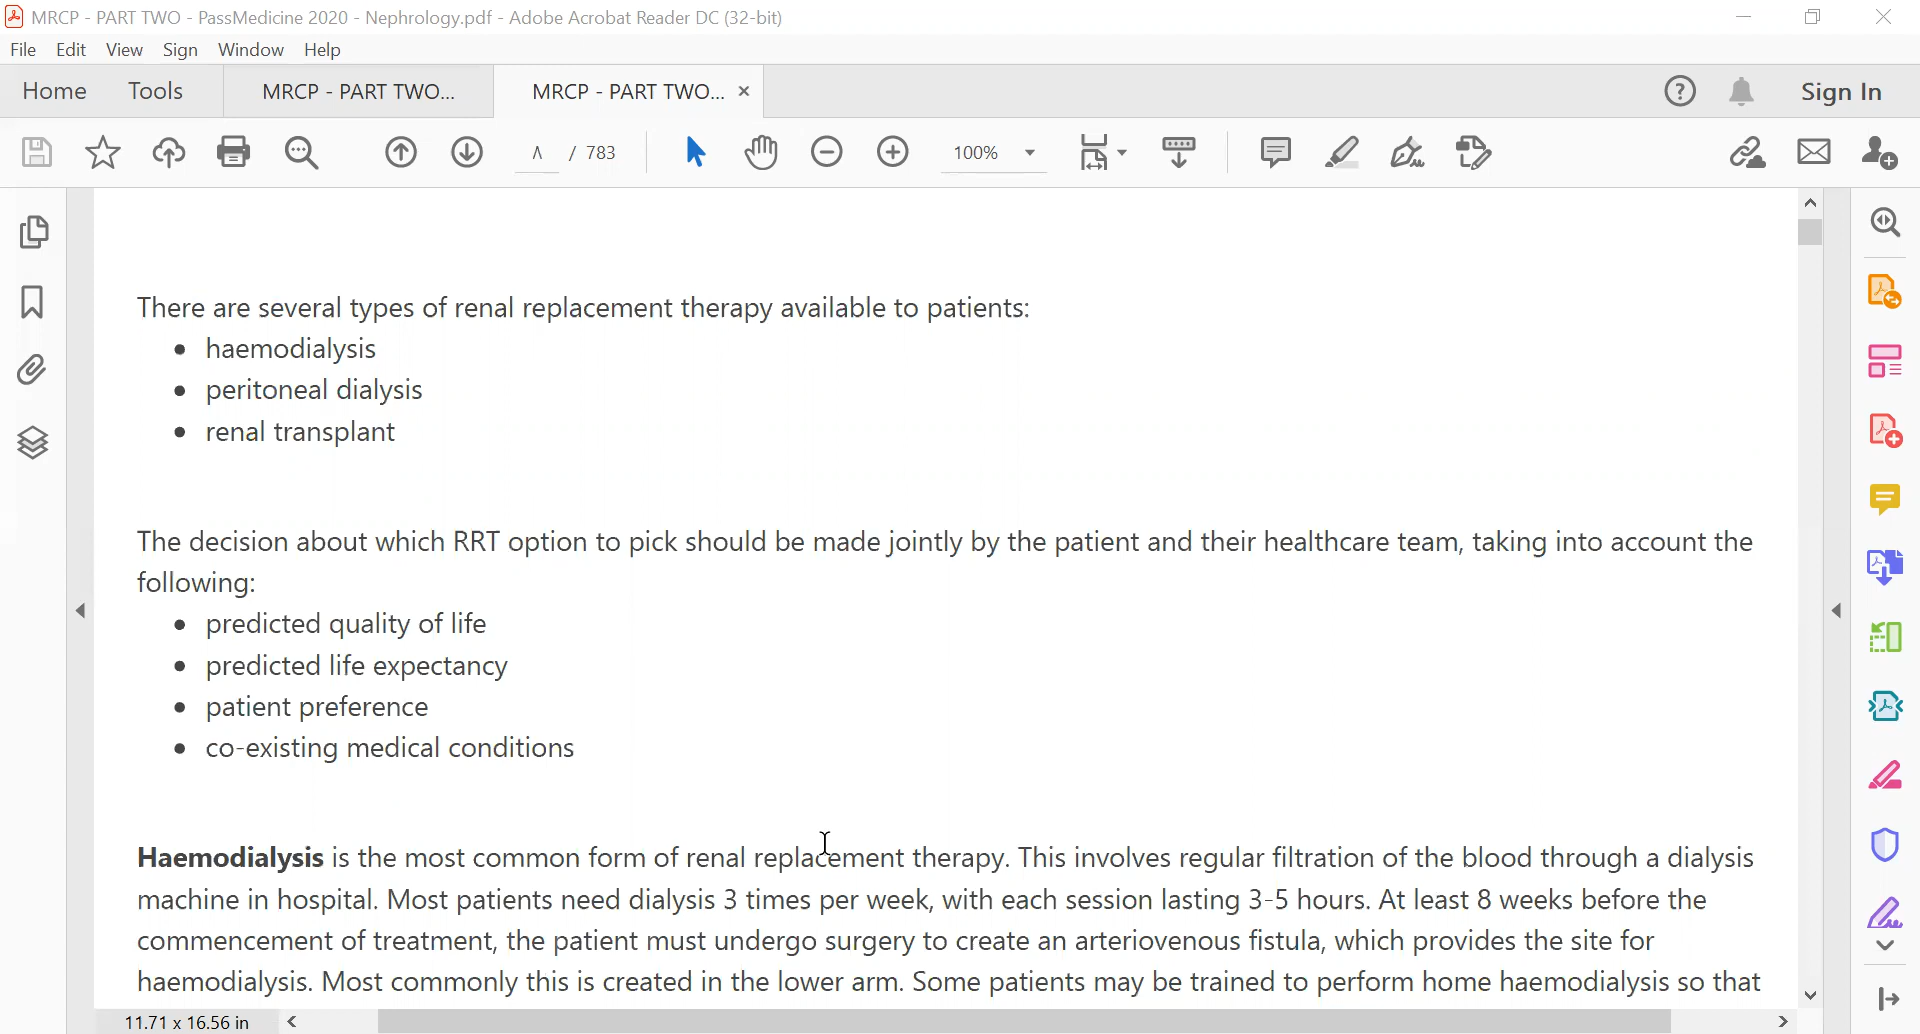 MRCP - PART TWO - PassMedicine 2020 - Nephrology.pdf - Adobe Acrobat Reader DC (32-bit)
File Edit View Sign Window Help
Home Tools MRCP - PART TWO... MRCP - PART TWO... × Sign In
٨ / 783 100%
There are several types of renal replacement therapy available to patients:
• haemodialysis
• peritoneal dialysis
• renal transplant
The decision about which RRT option to pick should be made jointly by the patient and their healthcare team, taking into account the
following:
• predicted quality of life
• predicted life expectancy
• patient preference
• co-existing medical conditions
Haemodialysis is the most common form of renal replacement therapy. This involves regular filtration of the blood through a dialysis
machine in hospital. Most patients need dialysis 3 times per week, with each session lasting 3-5 hours. At least 8 weeks before the
commencement of treatment, the patient must undergo surgery to create an arteriovenous fistula, which provides the site for
haemodialysis. Most commonly this is created in the lower arm. Some patients may be trained to perform home haemodialysis so that
11.71 x 16.56 in